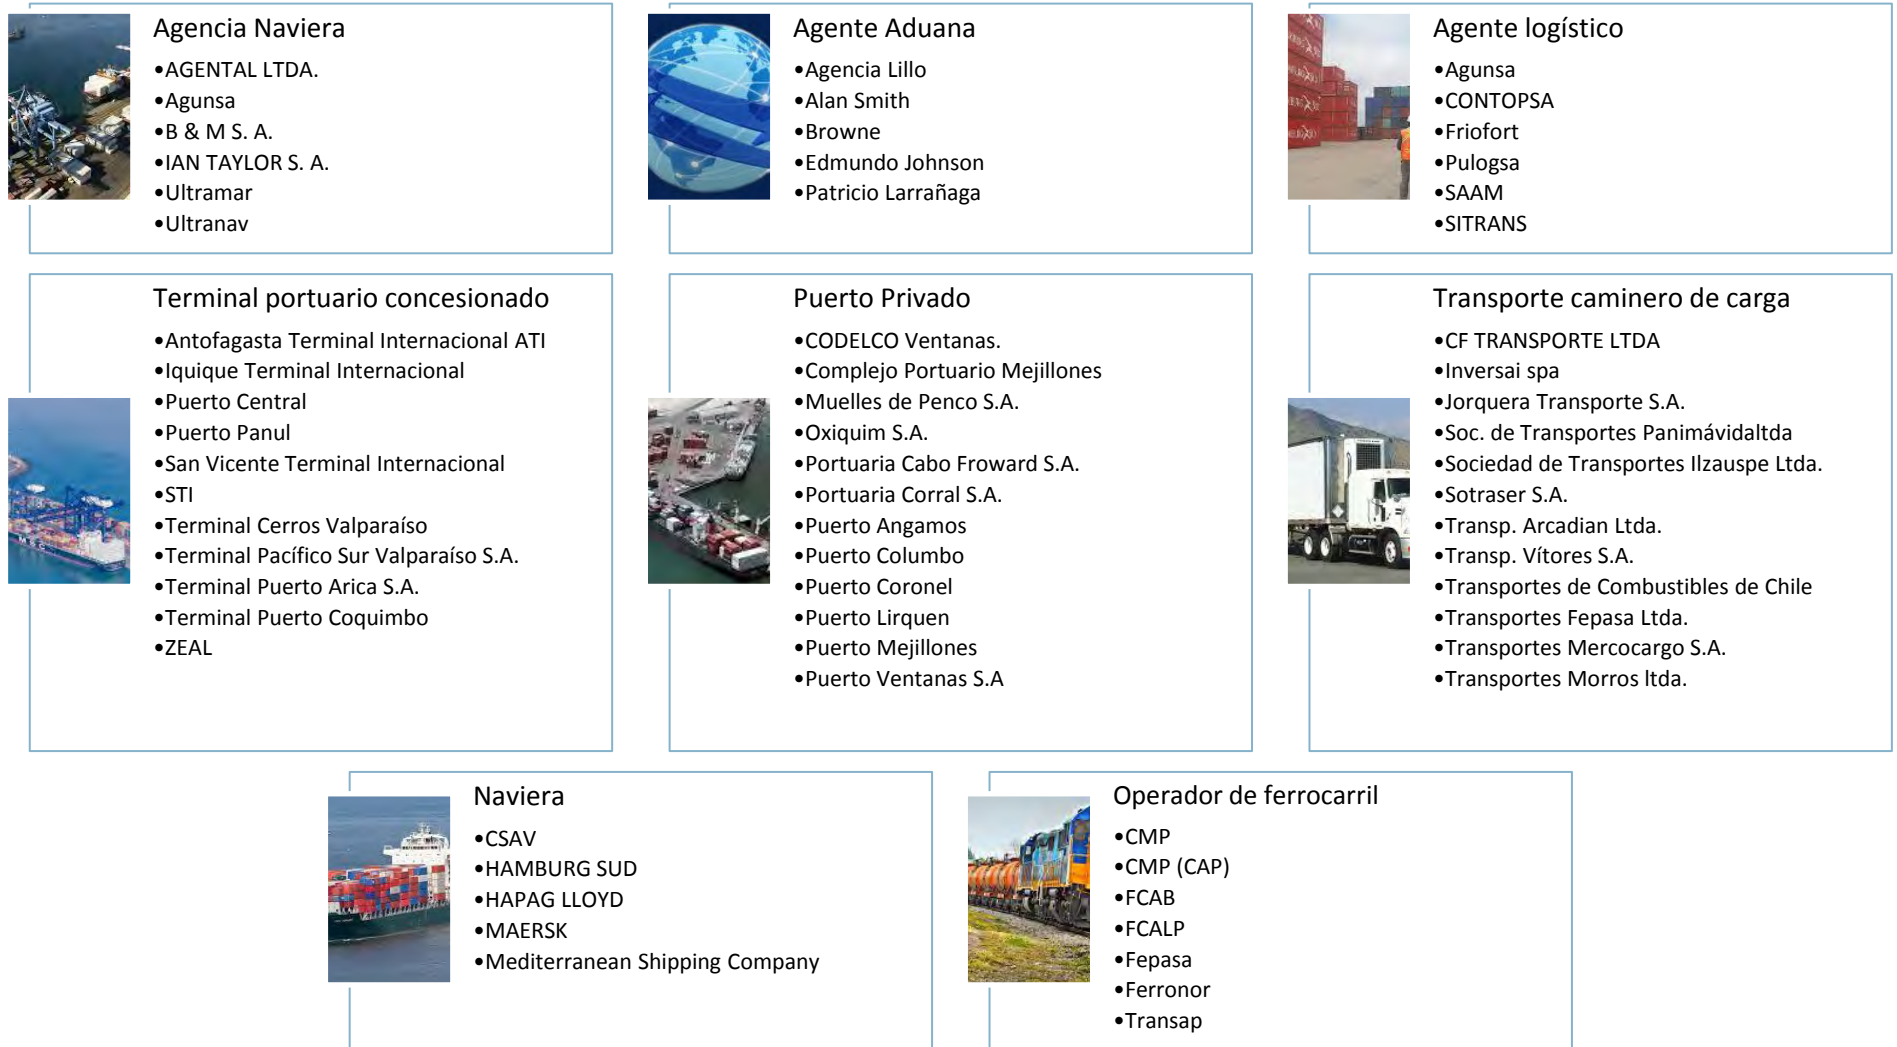 Agencia Naviera
•AGENTAL LTDA.
•Agunsa
•B & M S. A.
•IAN TAYLOR S. A.
•Ultramar
•Ultranav
Agente Aduana
•Agencia Lillo
•Alan Smith
•Browne
•Edmundo Johnson
•Patricio Larrañaga
Agente logístico
•Agunsa
•CONTOPSA
•Friofort
•Pulogsa
•SAAM
•SITRANS
Terminal portuario concesionado
•Antofagasta Terminal Internacional ATI
•Iquique Terminal Internacional
•Puerto Central
•Puerto Panul
•San Vicente Terminal Internacional
•STI
•Terminal Cerros Valparaíso
•Terminal Pacífico Sur Valparaíso S.A.
•Terminal Puerto Arica S.A.
•Terminal Puerto Coquimbo
•ZEAL
Puerto Privado
•CODELCO Ventanas.
•Complejo Portuario Mejillones
•Muelles de Penco S.A.
•Oxiquim S.A.
•Portuaria Cabo Froward S.A.
•Portuaria Corral S.A.
•Puerto Angamos
•Puerto Columbo
•Puerto Coronel
•Puerto Lirquen
•Puerto Mejillones
•Puerto Ventanas S.A
Transporte caminero de carga
•CF TRANSPORTE LTDA
•Inversai spa
•Jorquera Transporte S.A.
•Soc. de Transportes Panimávidaltda
•Sociedad de Transportes Ilzauspe Ltda.
•Sotraser S.A.
•Transp. Arcadian Ltda.
•Transp. Vítores S.A.
•Transportes de Combustibles de Chile
•Transportes Fepasa Ltda.
•Transportes Mercocargo S.A.
•Transportes Morros ltda.
Naviera
•CSAV
•HAMBURG SUD
•HAPAG LLOYD
•MAERSK
•Mediterranean Shipping Company
Operador de ferrocarril
•CMP
•CMP (CAP)
•FCAB
•FCALP
•Fepasa
•Ferronor
•Transap